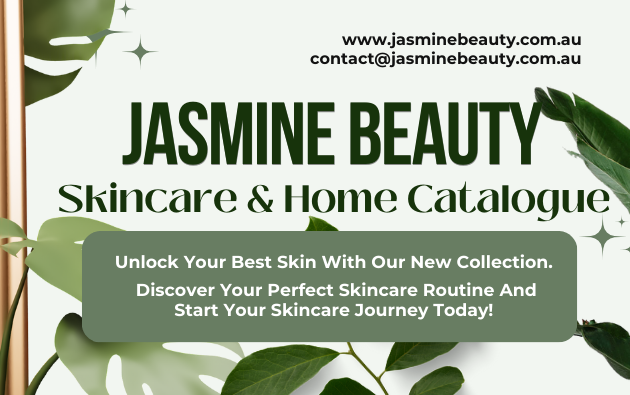 www.jasminebeauty.com.au
contact@jasminebeauty.com.au
JASMINE BEAUTY
Skincare & Home Catalogue
Unlock Your Best Skin With Our New Collection.
Discover Your Perfect Skincare Routine And
Start Your Skincare Journey Today!